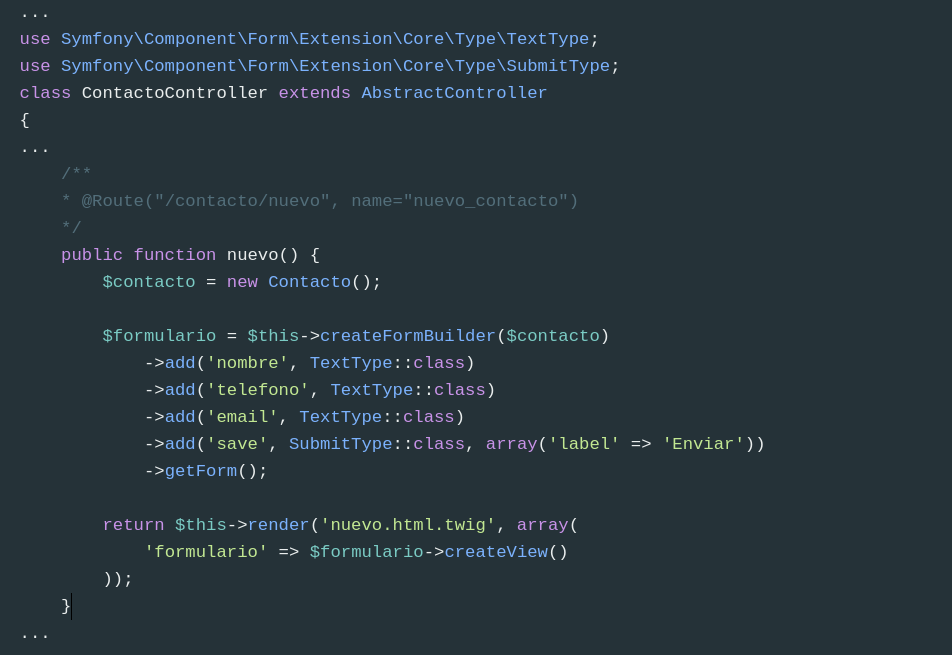 ...
use Symfony\Component\Form\Extension\Core\Type\TextType;
use Symfony\Component\Form\Extension\Core\Type\SubmitType;
class ContactoController extends AbstractController
{
...
    /**
    * @Route("/contacto/nuevo", name="nuevo_contacto")
    */
    public function nuevo() {
        $contacto = new Contacto();

        $formulario = $this->createFormBuilder($contacto)
            ->add('nombre', TextType::class)
            ->add('telefono', TextType::class)
            ->add('email', TextType::class)
            ->add('save', SubmitType::class, array('label' => 'Enviar'))
            ->getForm();

        return $this->render('nuevo.html.twig', array(
            'formulario' => $formulario->createView()
        ));
    }
...